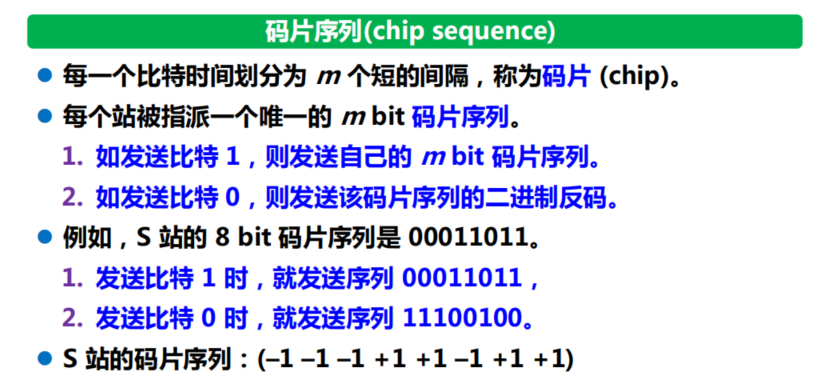 码片序列(chip sequence)
● 每一个比特时间划分为 m 个短的间隔，称为码片 (chip)。
● 每个站被指派一个唯一的 m bit 码片序列。
1. 如发送比特 1，则发送自己的 m bit 码片序列。
2. 如发送比特 0，则发送该码片序列的二进制反码。
● 例如，S 站的 8 bit 码片序列是 00011011。
1. 发送比特 1 时，就发送序列 00011011，
2. 发送比特 0 时，就发送序列 11100100。
● S 站的码片序列：(–1 –1 –1 +1 +1 –1 +1 +1)